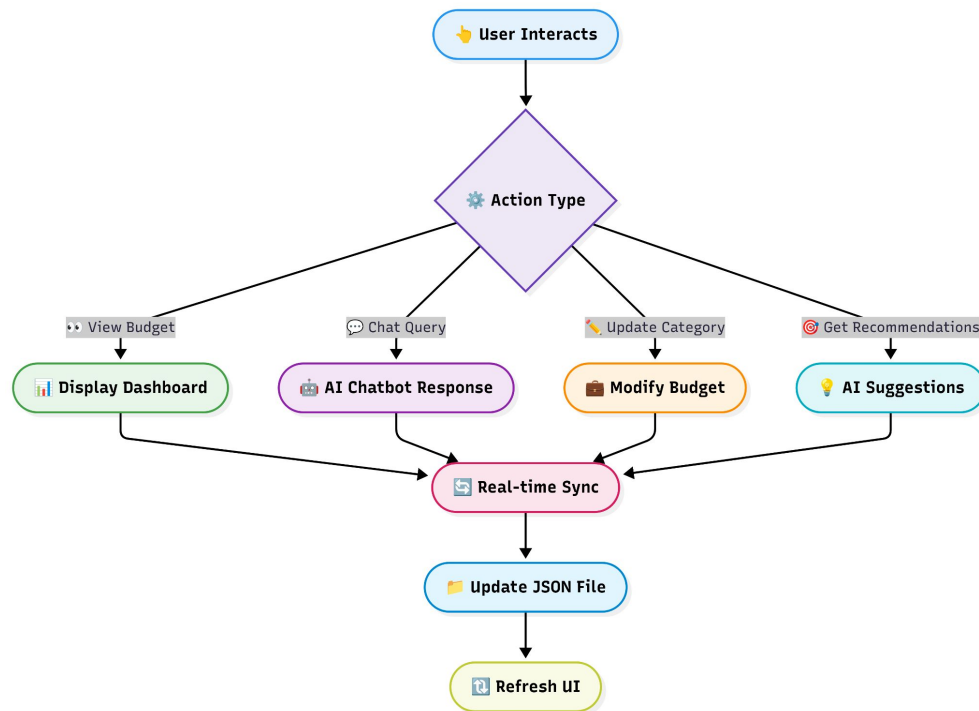 👆 User Interacts
⚙️ Action Type
👀 View Budget
💬 Chat Query
✏️ Update Category
🎯 Get Recommendations
📊 Display Dashboard
🤖 AI Chatbot Response
💼 Modify Budget
💡 AI Suggestions
🔄 Real-time Sync
📁 Update JSON File
🔃 Refresh UI